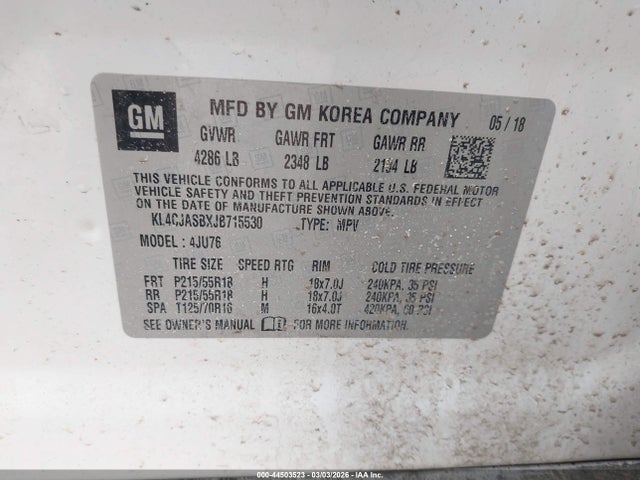 GM
MFD BY GM KOREA COMPANY 05/18
GVWR GAWR FRT GAWR RR
4286 LB 2348 LB 2194 LB
THIS VEHICLE CONFORMS TO ALL APPLICABLE U.S. FEDERAL MOTOR
VEHICLE SAFETY AND THEFT PREVENTION STANDARDS IN EFFECT
ON THE DATE OF MANUFACTURE SHOWN ABOVE.
KL4CJASBXJB715530 TYPE: MPV
MODEL: 4JU76
TIRE SIZE SPEED RTG RIM COLD TIRE PRESSURE
FRT P215/55R18 H 18x7.0J 240KPA, 35 PSI
RR P215/55R18 H 18x7.0J 240KPA, 35 PSI
SPA T125/70R16 M 16x4.0T 420KPA, 60 PSI
SEE OWNER'S MANUAL FOR MORE INFORMATION.
000-44503523 | 03/03/2026 - IAA Inc.